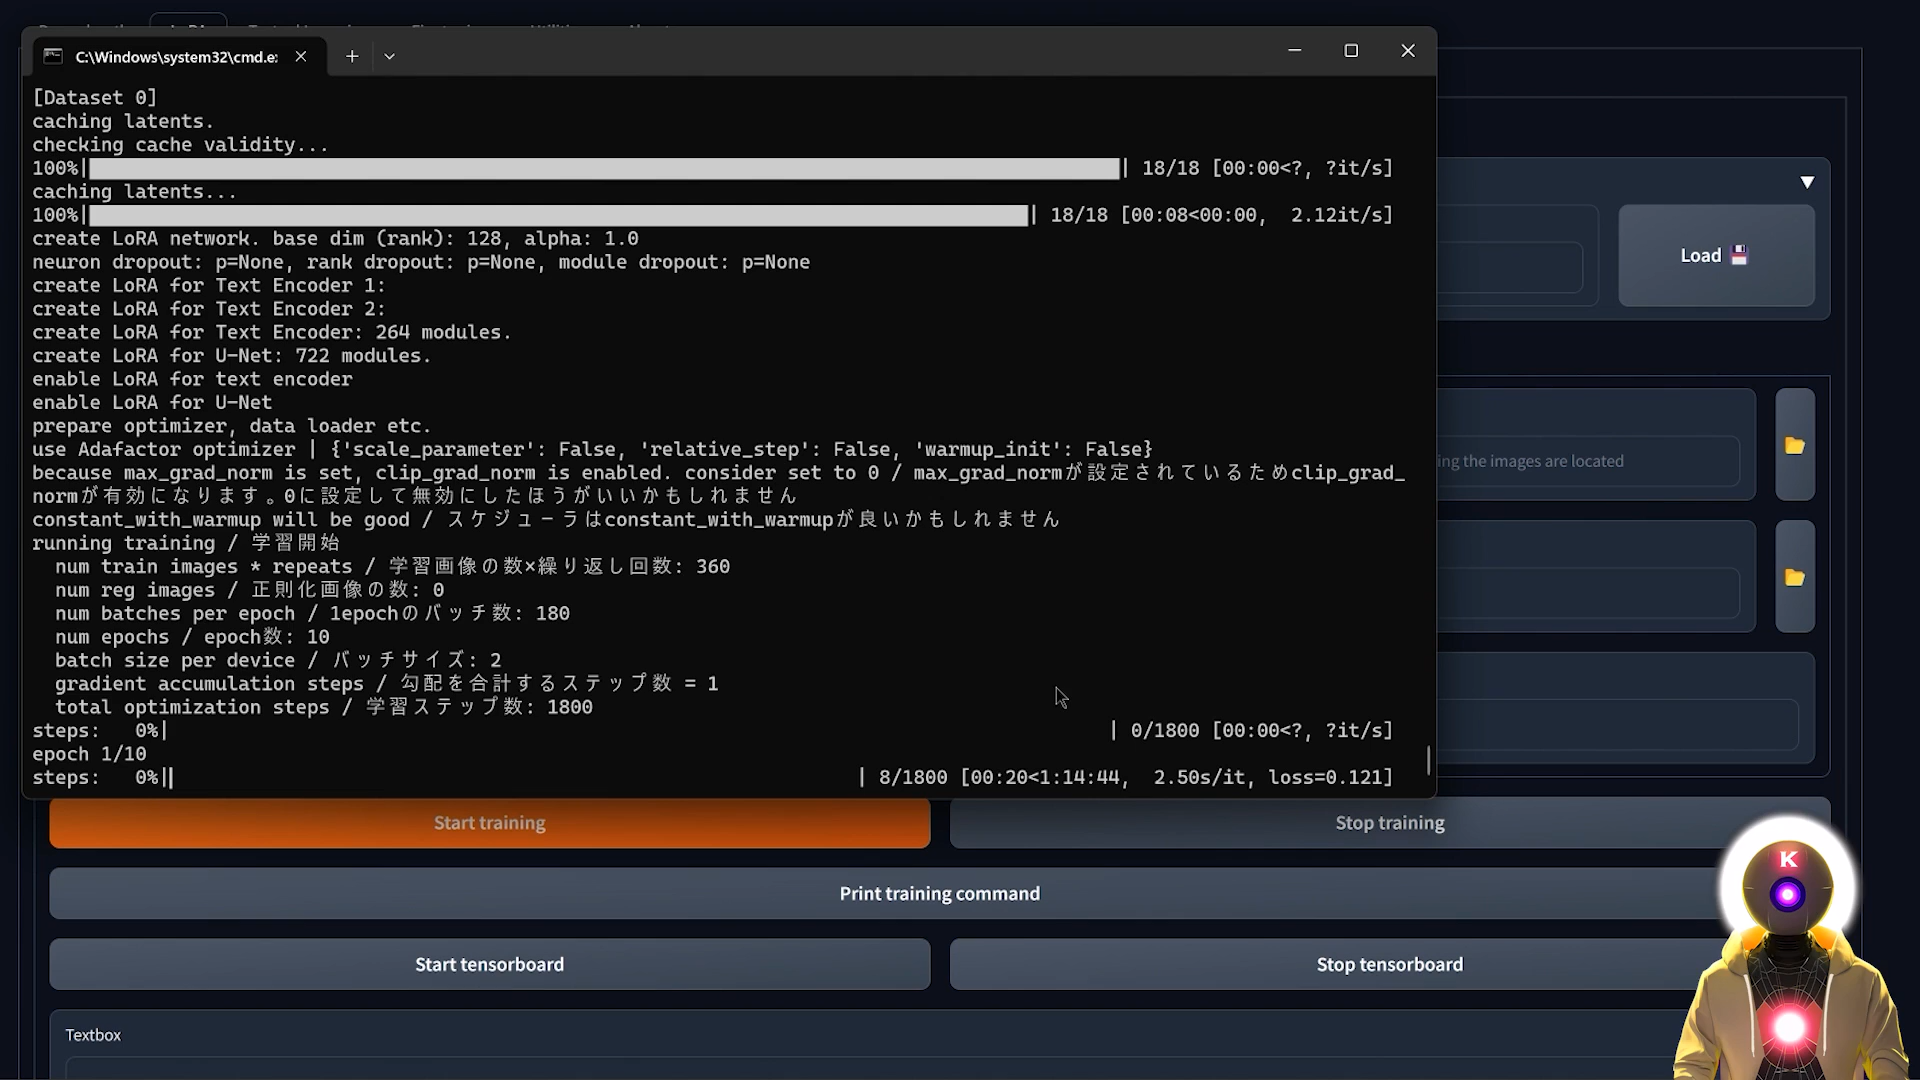 C:\Windows\system32\cmd.e:
[Dataset 0]
caching latents.
checking cache validity...
100%| | 18/18 [00:00<?, ?it/s]
caching latents...
100%| | 18/18 [00:08<00:00, 2.12it/s]
create LoRA network. base dim (rank): 128, alpha: 1.0
neuron dropout: p=None, rank dropout: p=None, module dropout: p=None
create LoRA for Text Encoder 1:
create LoRA for Text Encoder 2:
create LoRA for Text Encoder: 264 modules.
create LoRA for U-Net: 722 modules.
enable LoRA for text encoder
enable LoRA for U-Net
prepare optimizer, data loader etc.
use Adafactor optimizer | {'scale_parameter': False, 'relative_step': False, 'warmup_init': False}
because max_grad_norm is set, clip_grad_norm is enabled. consider set to 0 / max_grad_normが設定されているためclip_grad_
normが有効になります。0に設定して無効にしたほうがいいかもしれません
constant_with_warmup will be good / スケジューラはconstant_with_warmupが良いかもしれません
running training / 学習開始
num train images * repeats / 学習画像の数×繰り返し回数: 360
num reg images / 正則化画像の数: 0
num batches per epoch / 1epochのバッチ数: 180
num epochs / epoch数: 10
batch size per device / バッチサイズ: 2
gradient accumulation steps / 勾配を合計するステップ数 = 1
total optimization steps / 学習ステップ数: 1800
steps: 0%| | 0/1800 [00:00<?, ?it/s]
epoch 1/10
steps: 0%| | 8/1800 [00:20<1:14:44, 2.50s/it, loss=0.121]
Load
ing the images are located
Start training
Stop training
Print training command
Start tensorboard
Stop tensorboard
Textbox
K